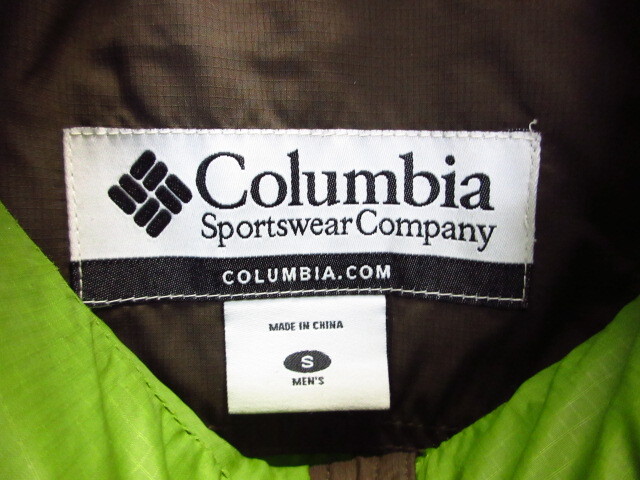 Columbia
Sportswear Company
COLUMBIA.COM
MADE IN CHINA
S
MEN'S